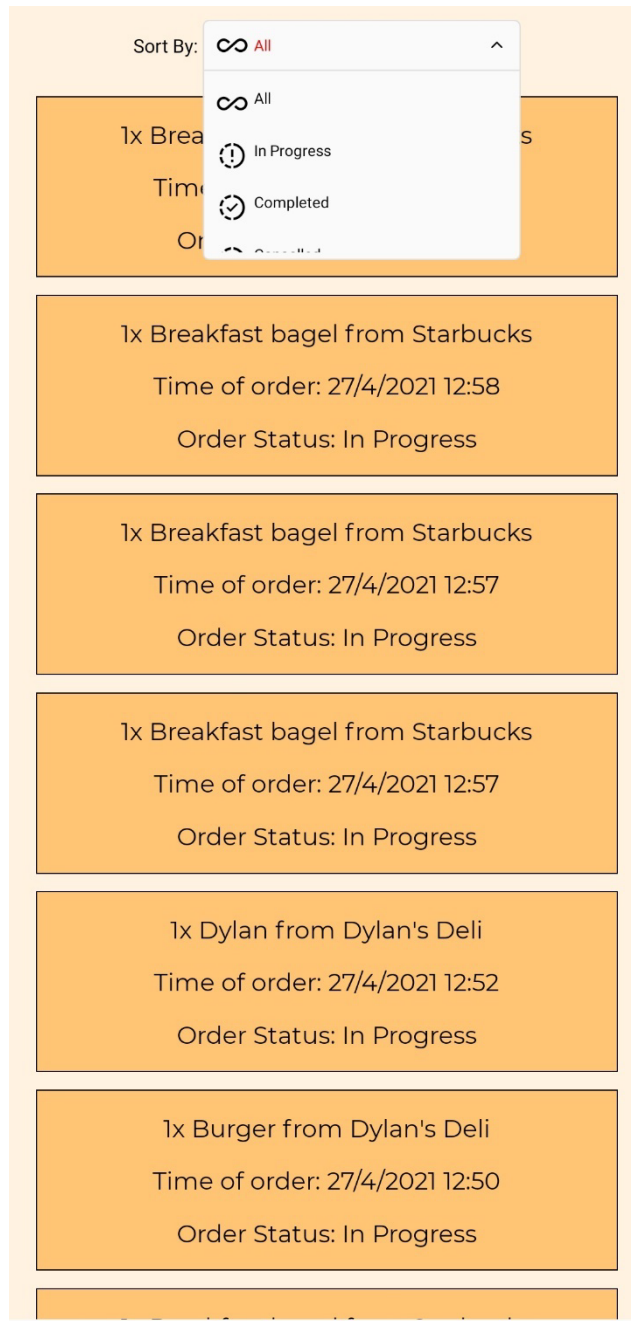 Sort By: All
All
In Progress
Completed
1x Brea s
Tim
Or
1x Breakfast bagel from Starbucks
Time of order: 27/4/2021 12:58
Order Status: In Progress
1x Breakfast bagel from Starbucks
Time of order: 27/4/2021 12:57
Order Status: In Progress
1x Breakfast bagel from Starbucks
Time of order: 27/4/2021 12:57
Order Status: In Progress
1x Dylan from Dylan's Deli
Time of order: 27/4/2021 12:52
Order Status: In Progress
1x Burger from Dylan's Deli
Time of order: 27/4/2021 12:50
Order Status: In Progress